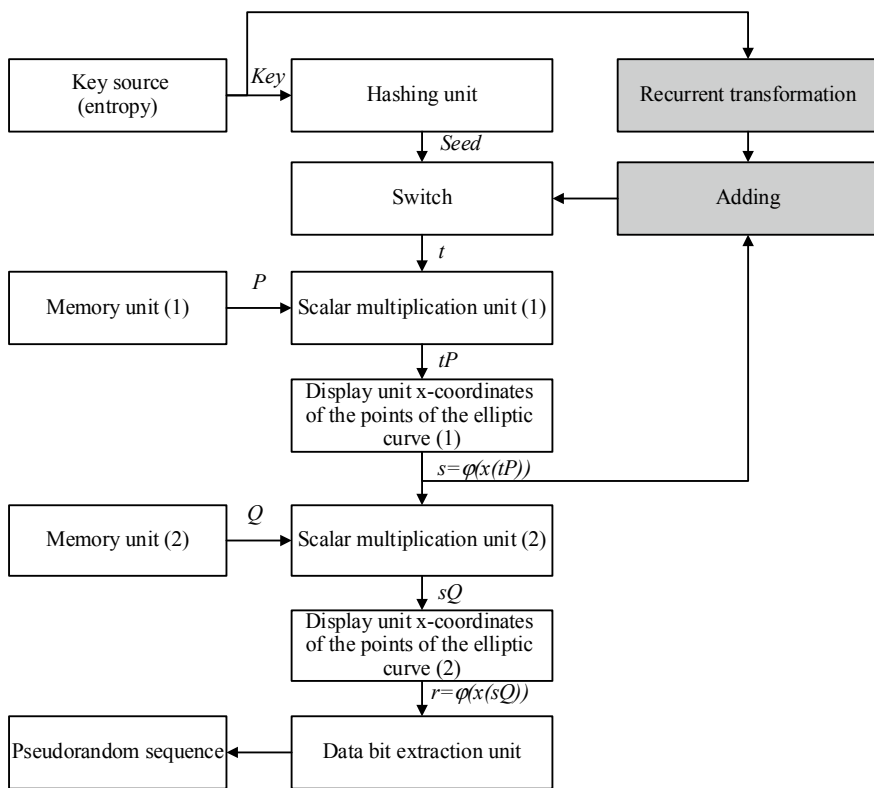 Key source
(entropy)
Key
Hashing unit
Recurrent transformation
Seed
Switch
Adding
t
Memory unit (1)
P
Scalar multiplication unit (1)
tP
Display unit x-coordinates
of the points of the elliptic
curve (1)
s=φ(x(tP))
Memory unit (2)
Q
Scalar multiplication unit (2)
sQ
Display unit x-coordinates
of the points of the elliptic
curve (2)
r=φ(x(sQ))
Pseudorandom sequence
Data bit extraction unit